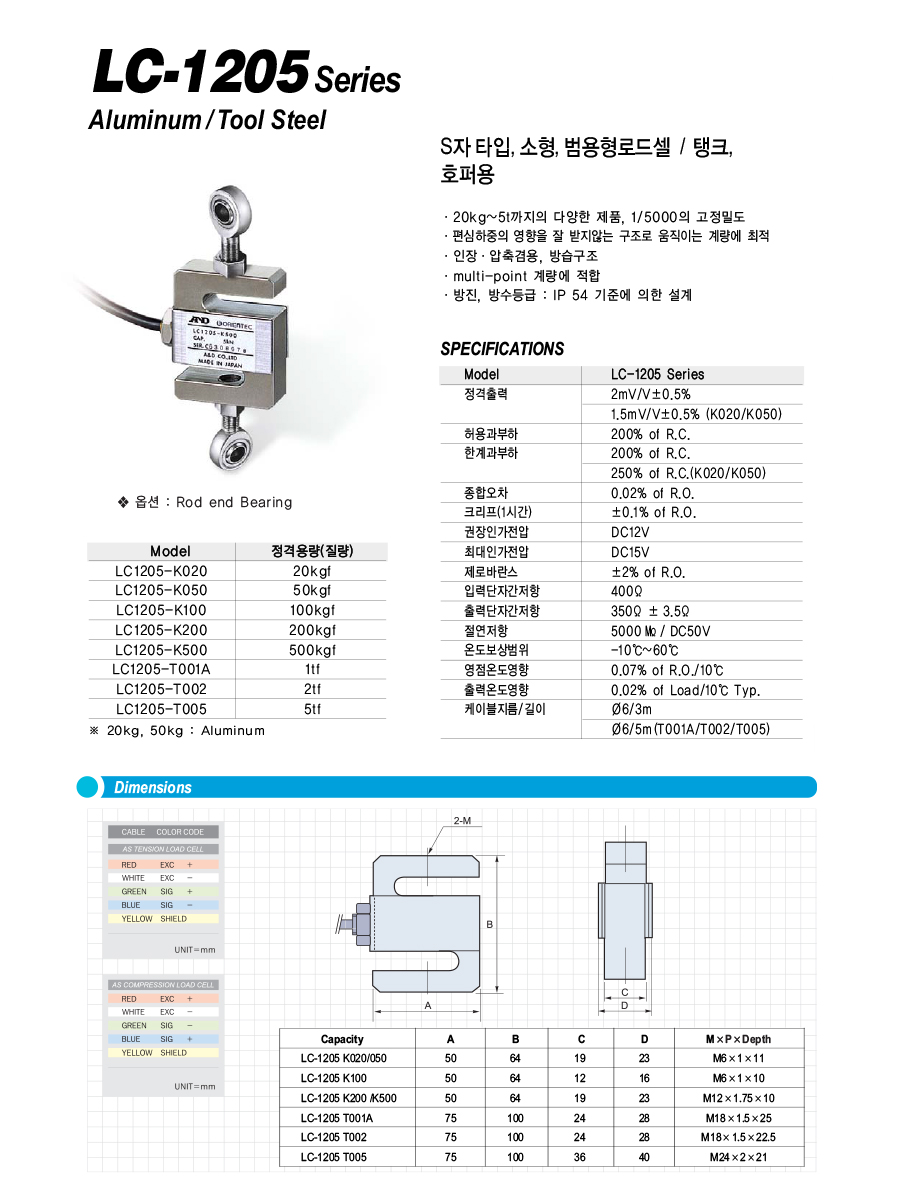 LC-1205 Series
Aluminum / Tool Steel
S자 타입, 소형, 범용형로드셀 / 탱크,
호퍼용
· 20kg~5t까지의 다양한 제품, 1/5000의 고정밀도
· 편심하중의 영향을 잘 받지않는 구조로 움직이는 계량에 최적
· 인장 · 압축겸용, 방습구조
· multi-point 계량에 적합
· 방진, 방수등급 : IP 54 기준에 의한 설계
AND ORIENTEC
LC1205-K500
CAP. 5kN
A&D CO.,LTD
MADE IN JAPAN
❖ 옵션 : Rod end Bearing
Model 정격용량(질량)
LC1205-K020 20kgf
LC1205-K050 50kgf
LC1205-K100 100kgf
LC1205-K200 200kgf
LC1205-K500 500kgf
LC1205-T001A 1tf
LC1205-T002 2tf
LC1205-T005 5tf
※ 20kg, 50kg : Aluminum
SPECIFICATIONS
Model LC-1205 Series
정격출력 2mV/V±0.5%
1.5mV/V±0.5% (K020/K050)
허용과부하 200% of R.C.
한계과부하 200% of R.C.
250% of R.C.(K020/K050)
종합오차 0.02% of R.O.
크리프(1시간) ±0.1% of R.O.
권장인가전압 DC12V
최대인가전압 DC15V
제로바란스 ±2% of R.O.
입력단자간저항 400Ω
출력단자간저항 350Ω ± 3.5Ω
절연저항 5000 ㏁ / DC50V
온도보상범위 -10℃~60℃
영점온도영향 0.07% of R.O./10℃
출력온도영향 0.02% of Load/10℃ Typ.
케이블지름/길이 Ø6/3m
Ø6/5m(T001A/T002/T005)
Dimensions
CABLE COLOR CODE
AS TENSION LOAD CELL
RED EXC +
WHITE EXC −
GREEN SIG +
BLUE SIG −
YELLOW SHIELD
UNIT=mm
AS COMPRESSION LOAD CELL
RED EXC +
WHITE EXC −
GREEN SIG −
BLUE SIG +
YELLOW SHIELD
UNIT=mm
2-M
B
A
C
D
Capacity A B C D M×P×Depth
LC-1205 K020/050 50 64 19 23 M6×1×11
LC-1205 K100 50 64 12 16 M6×1×10
LC-1205 K200 /K500 50 64 19 23 M12×1.75×10
LC-1205 T001A 75 100 24 28 M18×1.5×25
LC-1205 T002 75 100 24 28 M18×1.5×22.5
LC-1205 T005 75 100 36 40 M24×2×21